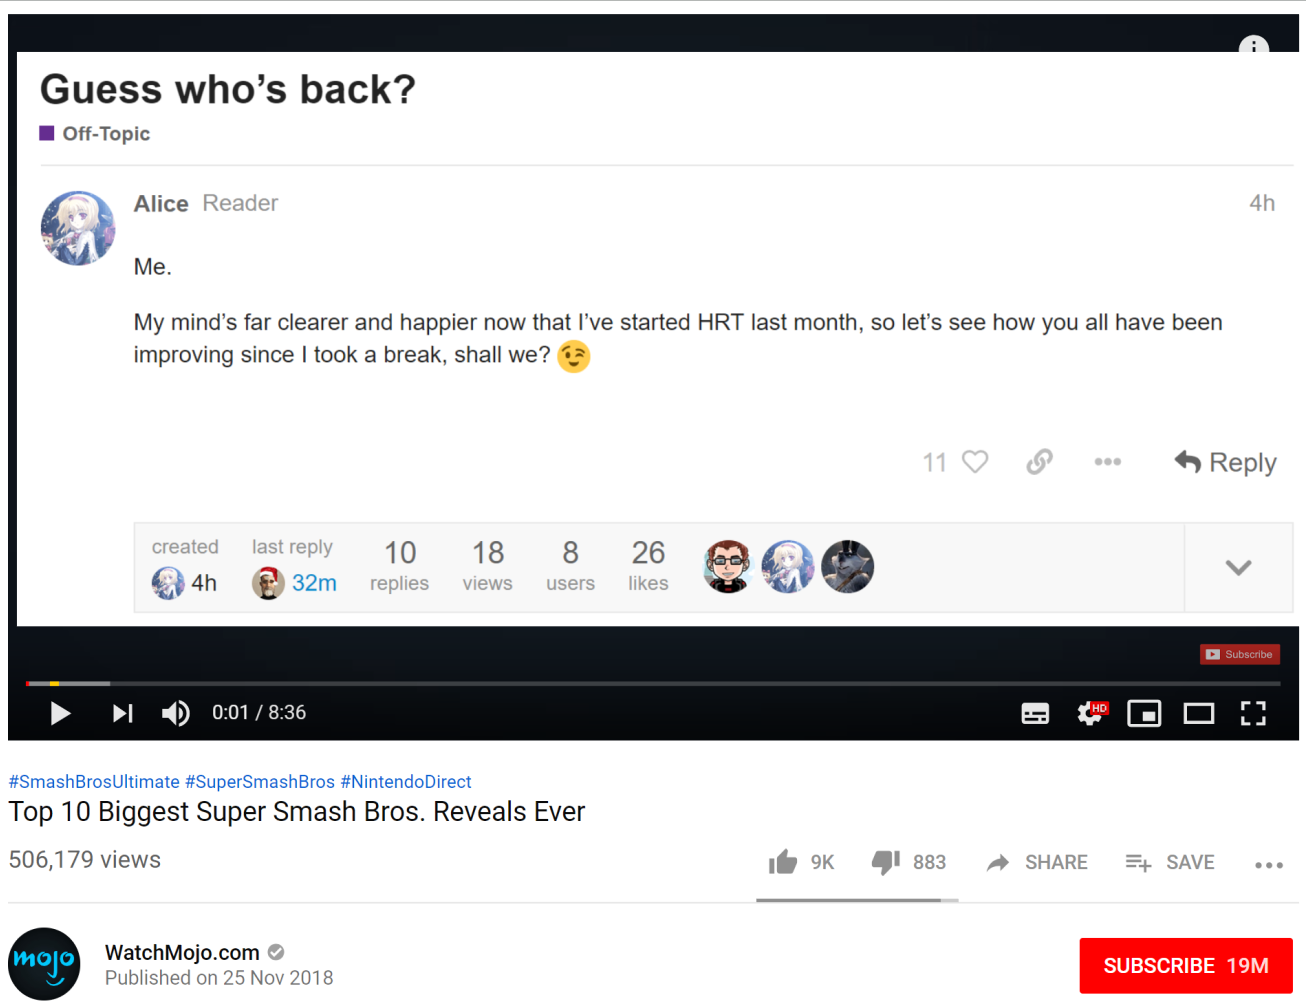 Guess who’s back?
Off-Topic
Alice Reader 4h
Me.
My mind’s far clearer and happier now that I’ve started HRT last month, so let’s see how you all have been
improving since I took a break, shall we? 😉
11 Reply
created last reply 10 18 8 26
4h 32m replies views users likes
Subscribe
0:01 / 8:36 HD
#SmashBrosUltimate #SuperSmashBros #NintendoDirect
Top 10 Biggest Super Smash Bros. Reveals Ever
506,179 views
9K 883 SHARE SAVE
mojo
WatchMojo.com
Published on 25 Nov 2018
SUBSCRIBE 19M